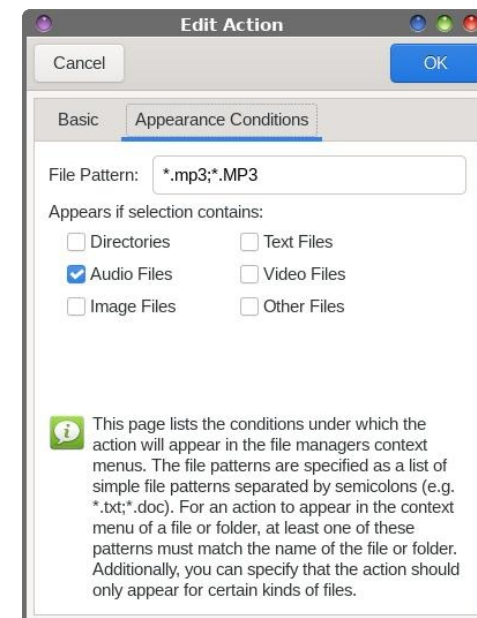 Edit Action
Cancel
OK
Basic
Appearance Conditions
File Pattern: *.mp3;*.MP3
Appears if selection contains:
Directories
Text Files
Audio Files
Video Files
Image Files
Other Files
This page lists the conditions under which the
action will appear in the file managers context
menus. The file patterns are specified as a list of
simple file patterns separated by semicolons (e.g.
*.txt;*.doc). For an action to appear in the context
menu of a file or folder, at least one of these
patterns must match the name of the file or folder.
Additionally, you can specify that the action should
only appear for certain kinds of files.